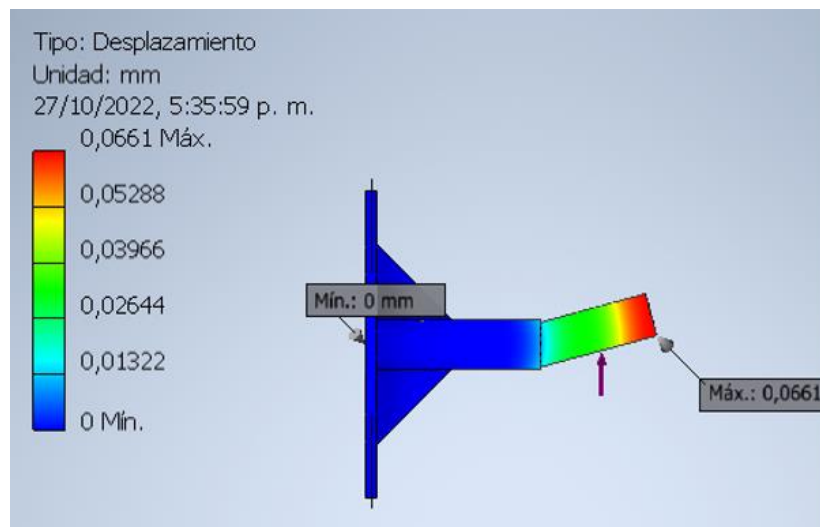 Tipo: Desplazamiento
Unidad: mm
27/10/2022, 5:35:59 p. m.
0,0661 Máx.
0,05288
0,03966
0,02644
0,01322
0 Mín.
Mín.: 0 mm
Máx.: 0,0661